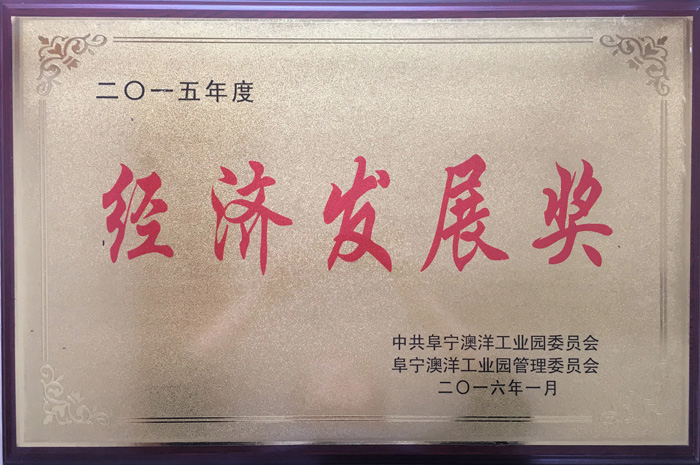 二〇一五年度
经济发展奖
中共阜宁澳洋工业园委员会
阜宁澳洋工业园管理委员会
二〇一六年一月